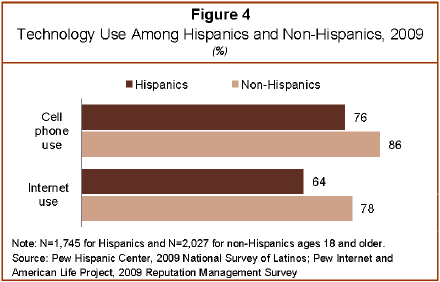 Figure 4
Technology Use Among Hispanics and Non-Hispanics, 2009
(%)
Hispanics Non-Hispanics
Cell phone use
76
86
Internet use
64
78
Note: N=1,745 for Hispanics and N=2,027 for non-Hispanics ages 18 and older.
Source: Pew Hispanic Center, 2009 National Survey of Latinos; Pew Internet and
American Life Project, 2009 Reputation Management Survey